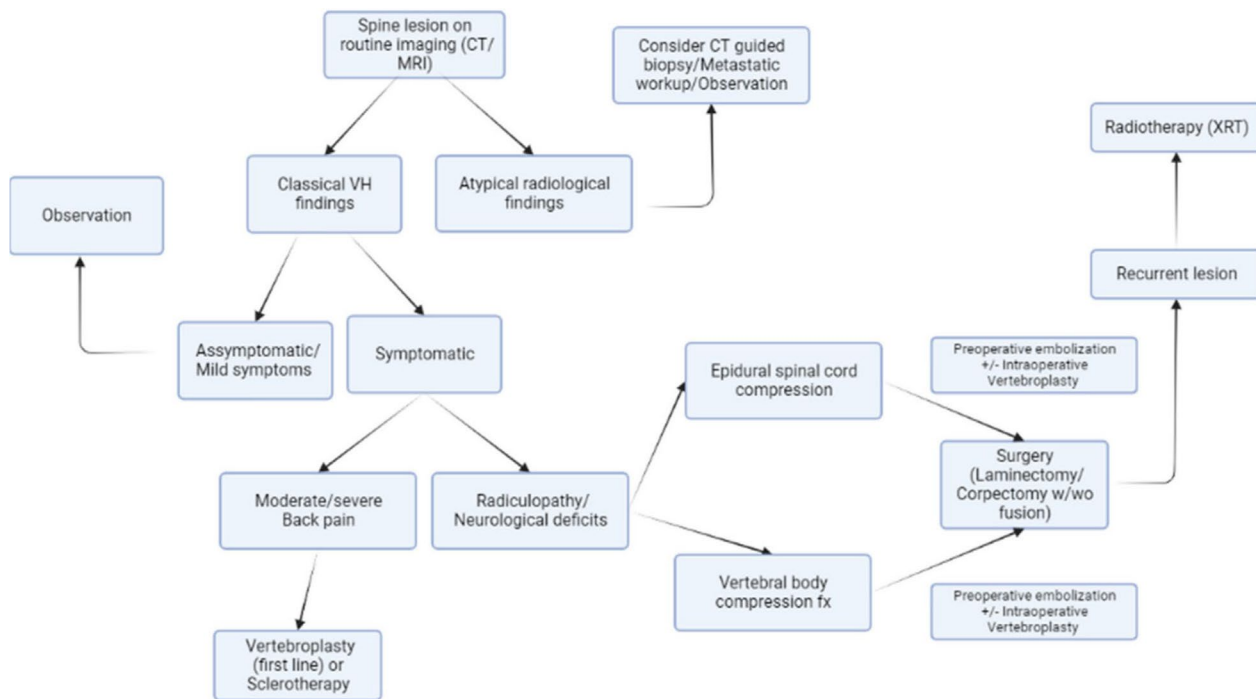 Spine lesion on
routine imaging (CT/
MRI)
Consider CT guided
biopsy/Metastatic
workup/Observation
Radiotherapy (XRT)
Classical VH
findings
Atypical radiological
findings
Observation
Recurrent lesion
Assymptomatic/
Mild symptoms
Symptomatic
Epidural spinal cord
compression
Preoperative embolization
+/- Intraoperative
Vertebroplasty
Surgery
(Laminectomy/
Corpectomy w/wo
fusion)
Moderate/severe
Back pain
Radiculopathy/
Neurological deficits
Vertebral body
compression fx
Preoperative embolization
+/- Intraoperative
Vertebroplasty
Vertebroplasty
(first line) or
Sclerotherapy